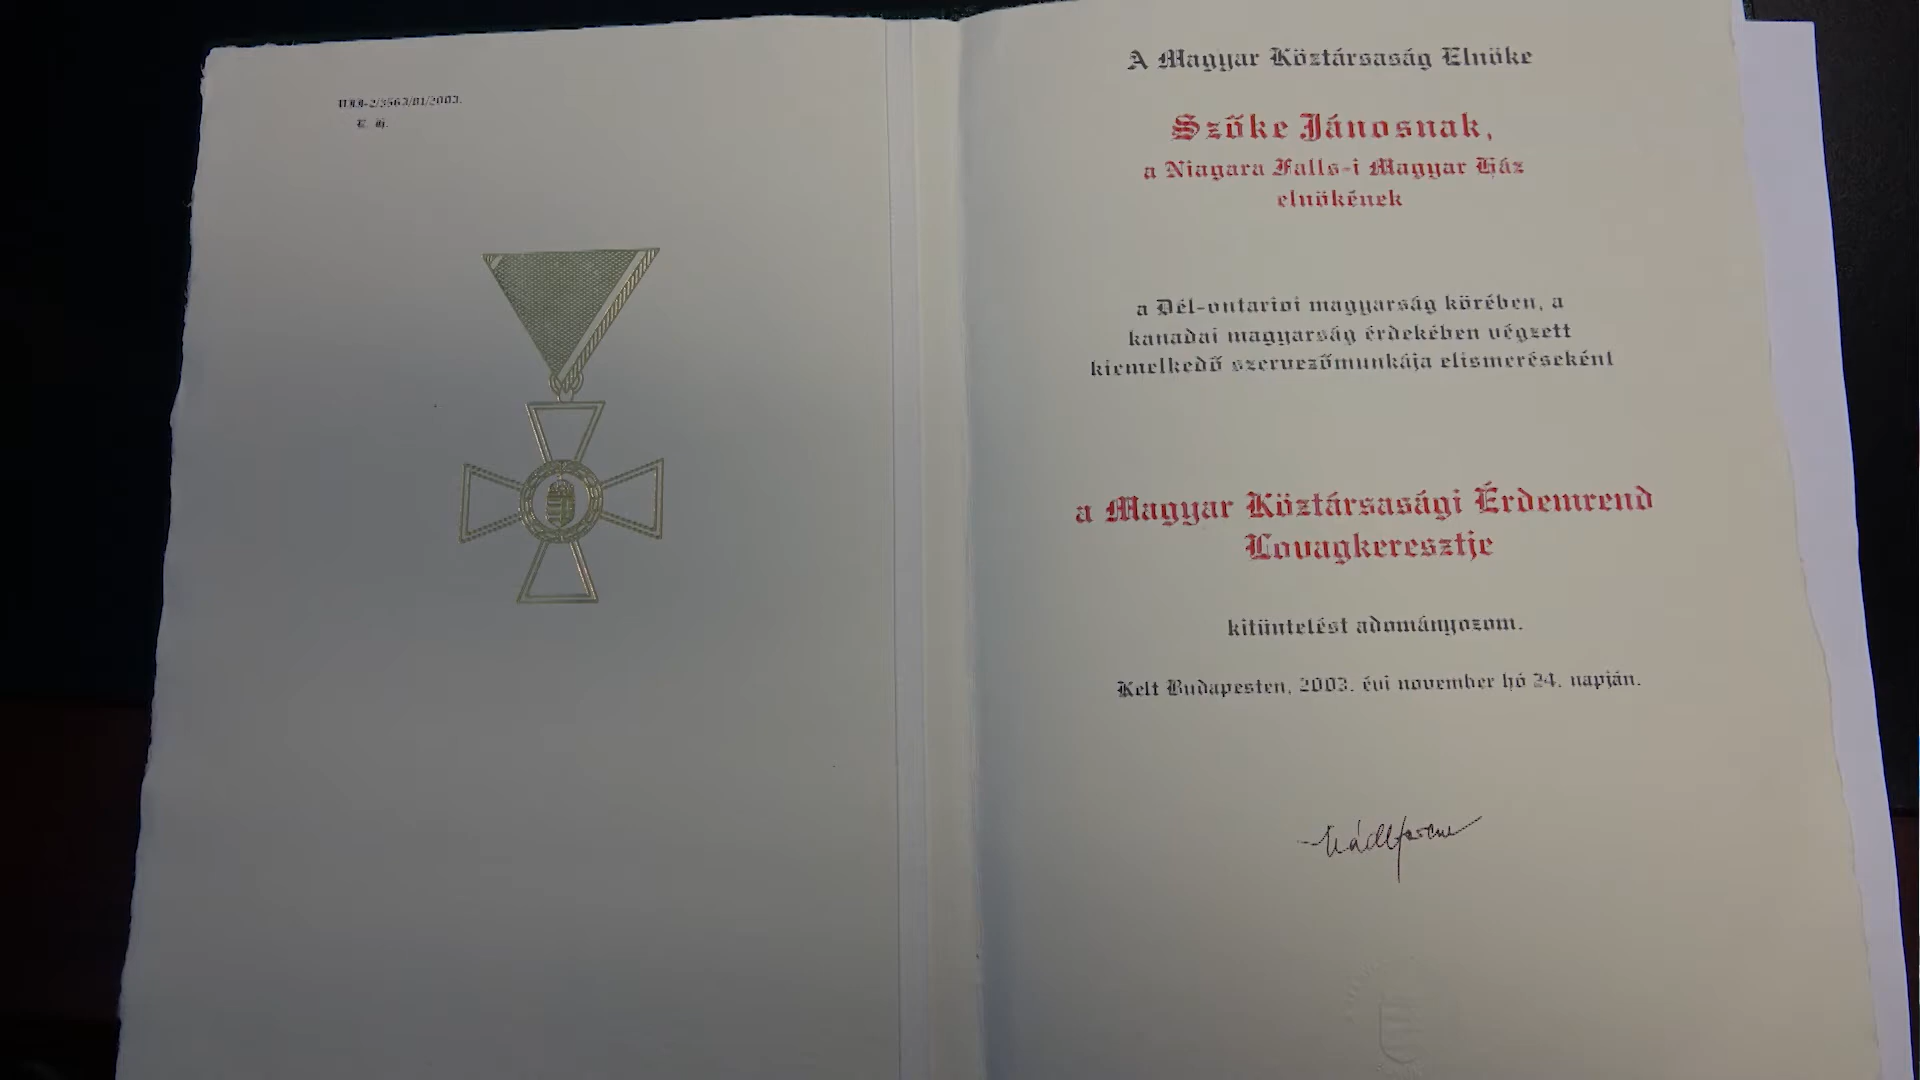 A Magyar Köztársaság Elnöke
Szőke Jánosnak,
a Niagara Falls-i Magyar Ház
elnökének
a Dél-ontarioi magyarság körében, a
kanadai magyarság érdekében végzett
kiemelkedő szervezőmunkája elismeréseként
a Magyar Köztársasági Érdemrend
Lovagkeresztje
kitüntetést adományozom.
Kelt Budapesten, 2003. évi november hó 24. napján.